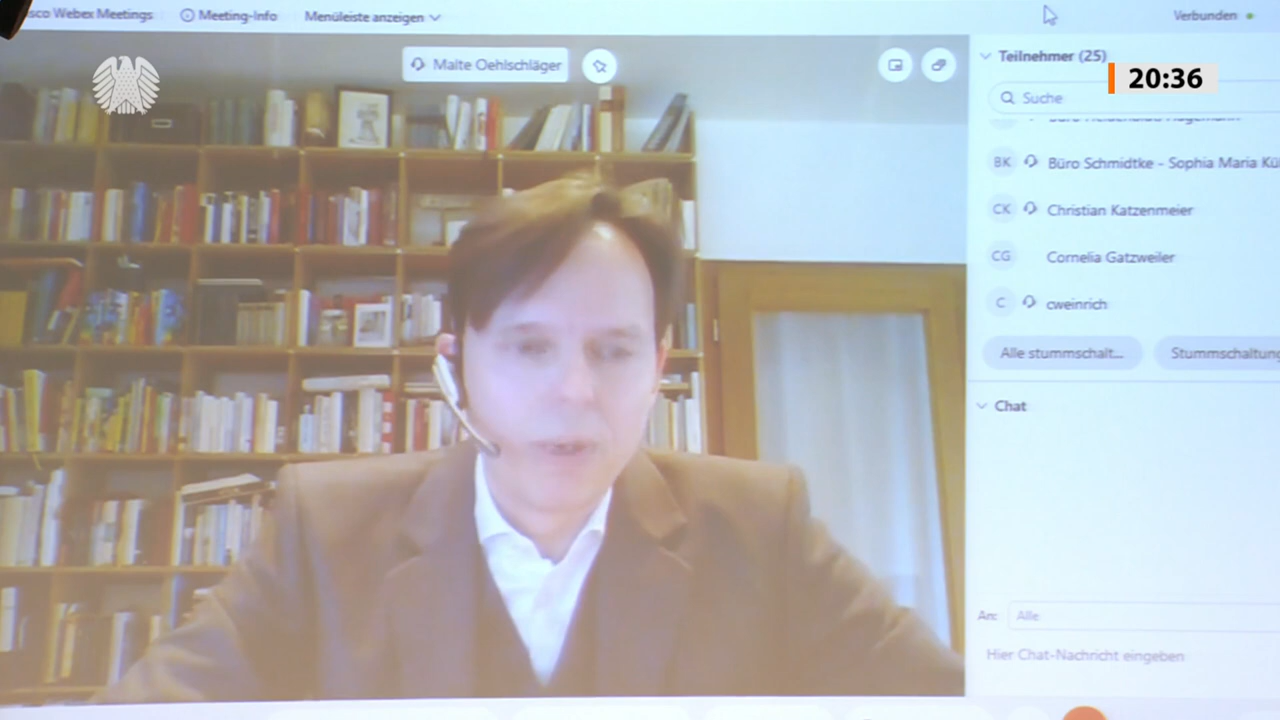 sco Webex Meetings
Meeting-Info
Menüleiste anzeigen
Verbunden
Malte Oehlschläger
Teilnehmer (25)
20:36
Suche
BK Büro Schmidtke - Sophia Maria Kü
CK Christian Katzenmeier
CG Cornelia Gatzweiler
C cweinrich
Alle stummschalt...
Stummschaltung
Chat
An: Alle
Hier Chat-Nachricht eingeben